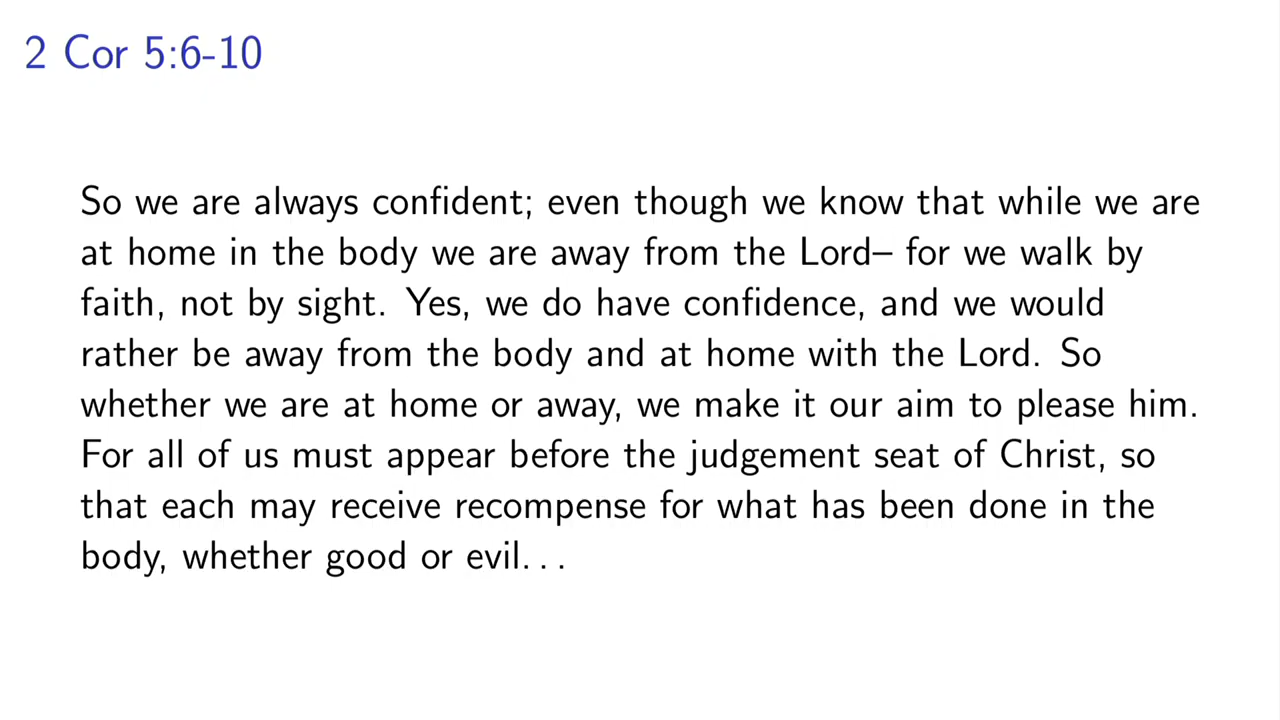 2 Cor 5:6-10
So we are always confident; even though we know that while we are
at home in the body we are away from the Lord– for we walk by
faith, not by sight. Yes, we do have confidence, and we would
rather be away from the body and at home with the Lord. So
whether we are at home or away, we make it our aim to please him.
For all of us must appear before the judgement seat of Christ, so
that each may receive recompense for what has been done in the
body, whether good or evil. . .